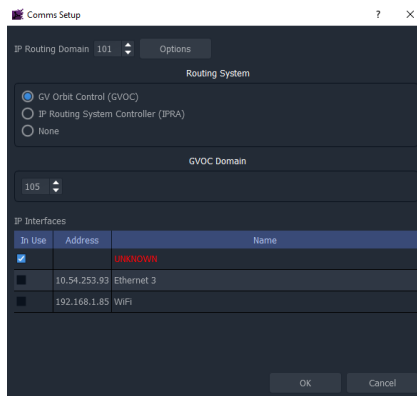 Comms Setup
IP Routing Domain 101 Options
Routing System
GV Orbit Control (GVOC)
IP Routing System Controller (IPRA)
None
GVOC Domain
105
IP Interfaces
In Use Address Name
UNKNOWN
10.54.253.93 Ethernet 3
192.168.1.85 WiFi
OK Cancel